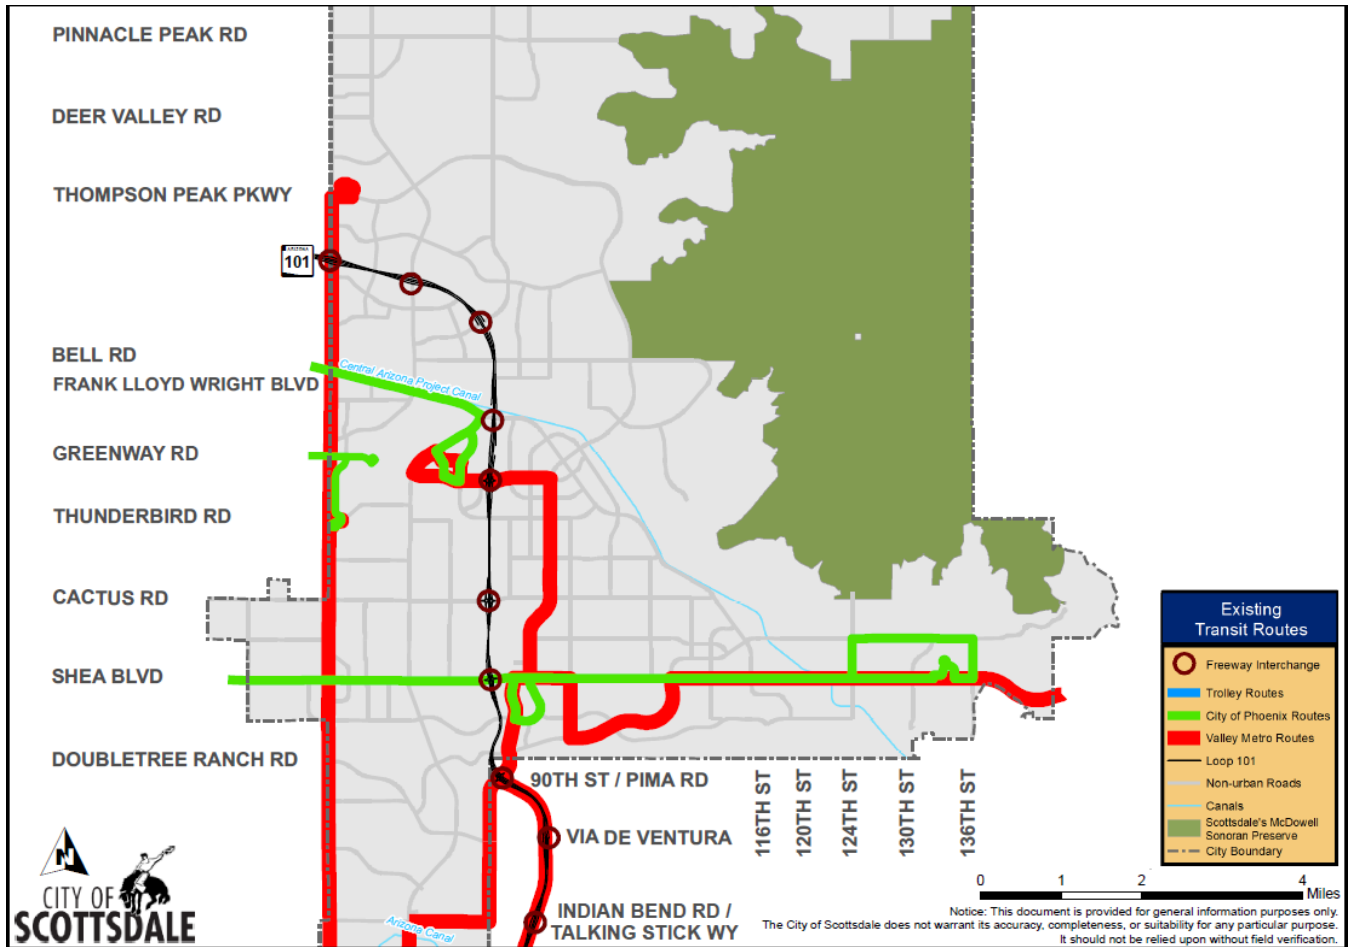 PINNACLE PEAK RD
DEER VALLEY RD
THOMPSON PEAK PKWY
ARIZONA
101
BELL RD
Central Arizona Project Canal
FRANK LLOYD WRIGHT BLVD
GREENWAY RD
THUNDERBIRD RD
CACTUS RD
SHEA BLVD
DOUBLETREE RANCH RD
90TH ST / PIMA RD
VIA DE VENTURA
INDIAN BEND RD /
TALKING STICK WY
Arizona Canal
116TH ST
120TH ST
124TH ST
130TH ST
136TH ST
Existing
Transit Routes
Freeway Interchange
Trolley Routes
City of Phoenix Routes
Valley Metro Routes
Loop 101
Non-urban Roads
Canals
Scottsdale's McDowell
Sonoran Preserve
City Boundary
N
CITY OF
SCOTTSDALE
0 1 2 4
Miles
Notice: This document is provided for general information purposes only.
The City of Scottsdale does not warrant its accuracy, completeness, or suitability for any particular purpose.
It should not be relied upon without field verification.